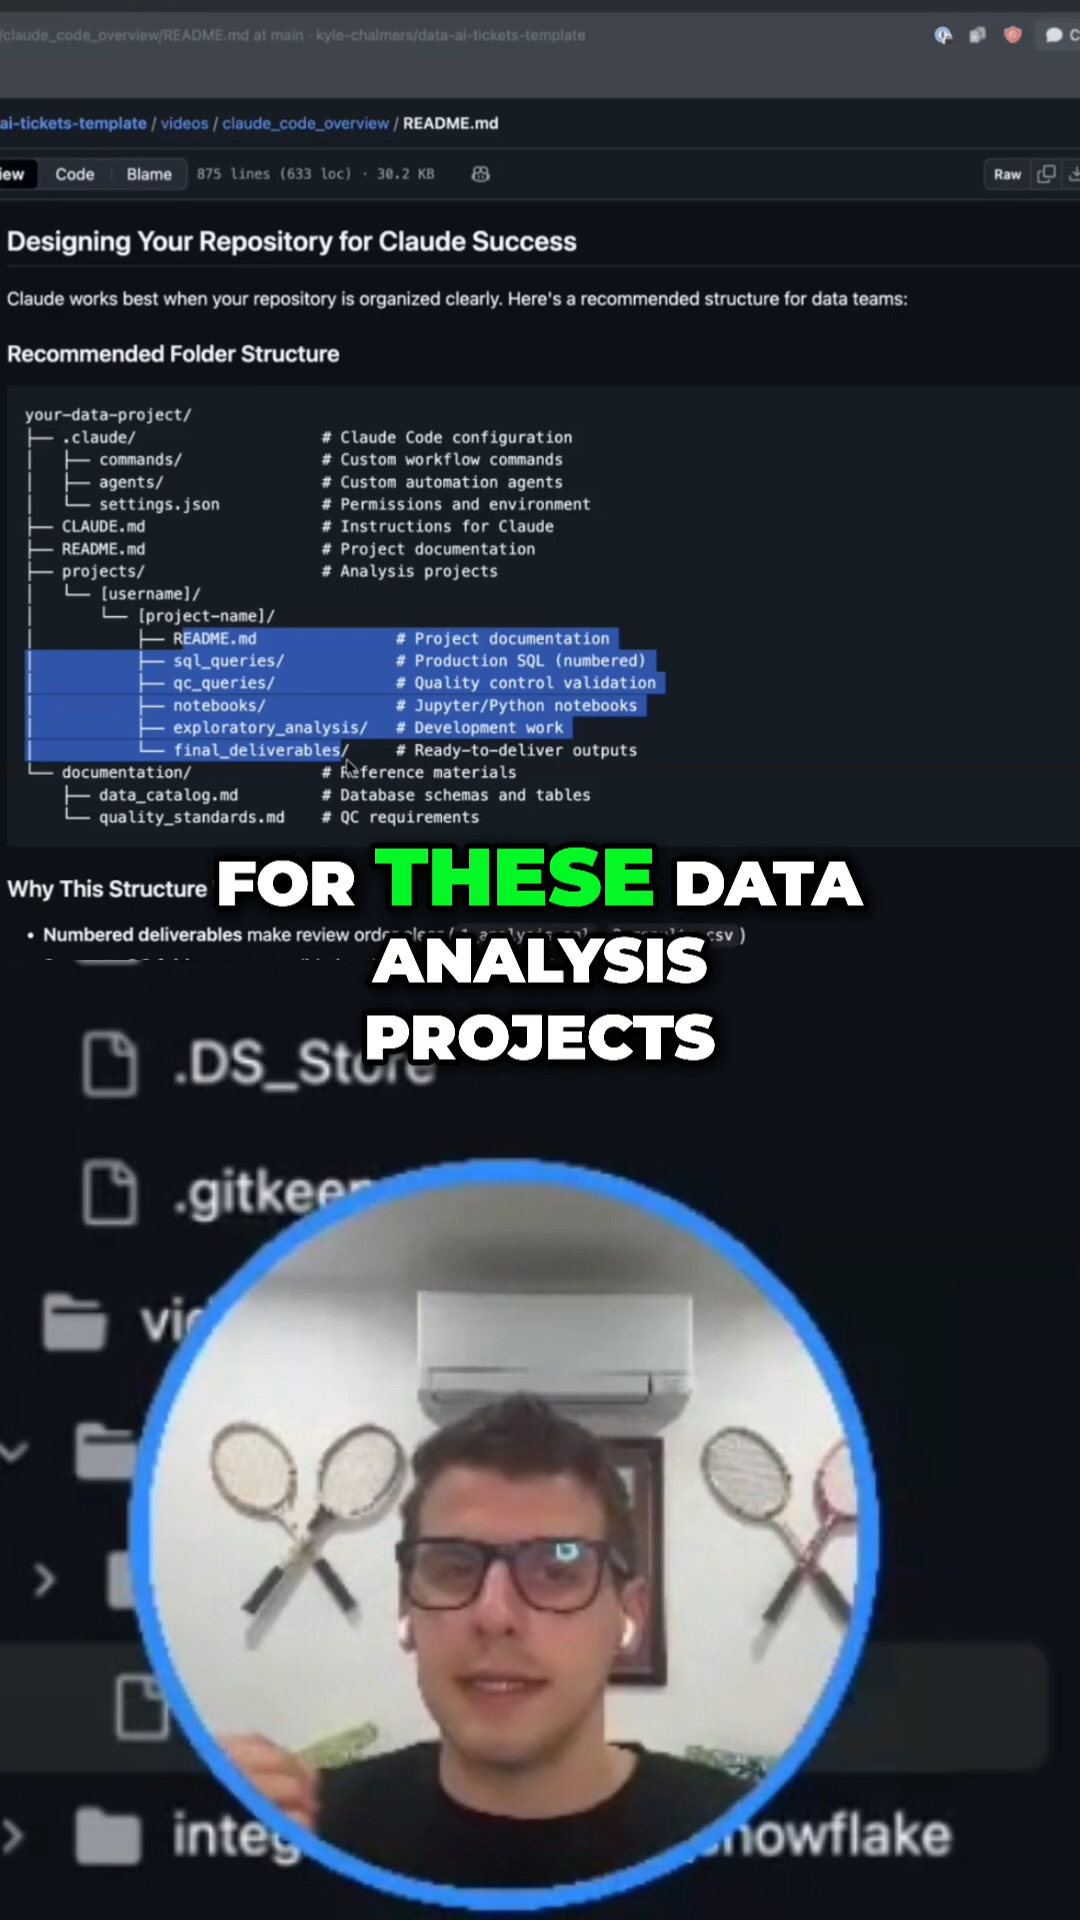 /claude_code_overview/README.md at main · kyle-chalmers/data-ai-tickets-template
ai-tickets-template / videos / claude_code_overview / README.md
iew Code Blame 875 lines (633 loc) · 30.2 KB Raw
Designing Your Repository for Claude Success
Claude works best when your repository is organized clearly. Here's a recommended structure for data teams:
Recommended Folder Structure
your-data-project/
├── .claude/ # Claude Code configuration
│   ├── commands/ # Custom workflow commands
│   ├── agents/ # Custom automation agents
│   └── settings.json # Permissions and environment
├── CLAUDE.md # Instructions for Claude
├── README.md # Project documentation
├── projects/ # Analysis projects
│   └── [username]/
│       └── [project-name]/
│           ├── README.md # Project documentation
│           ├── sql_queries/ # Production SQL (numbered)
│           ├── qc_queries/ # Quality control validation
│           ├── notebooks/ # Jupyter/Python notebooks
│           ├── exploratory_analysis/ # Development work
│           └── final_deliverables/ # Ready-to-deliver outputs
└── documentation/ # Reference materials
    ├── data_catalog.md # Database schemas and tables
    └── quality_standards.md # QC requirements
Why This Structure
• Numbered deliverables make review order clear
FOR THESE DATA
ANALYSIS
PROJECTS
.DS_Store
.gitkeep